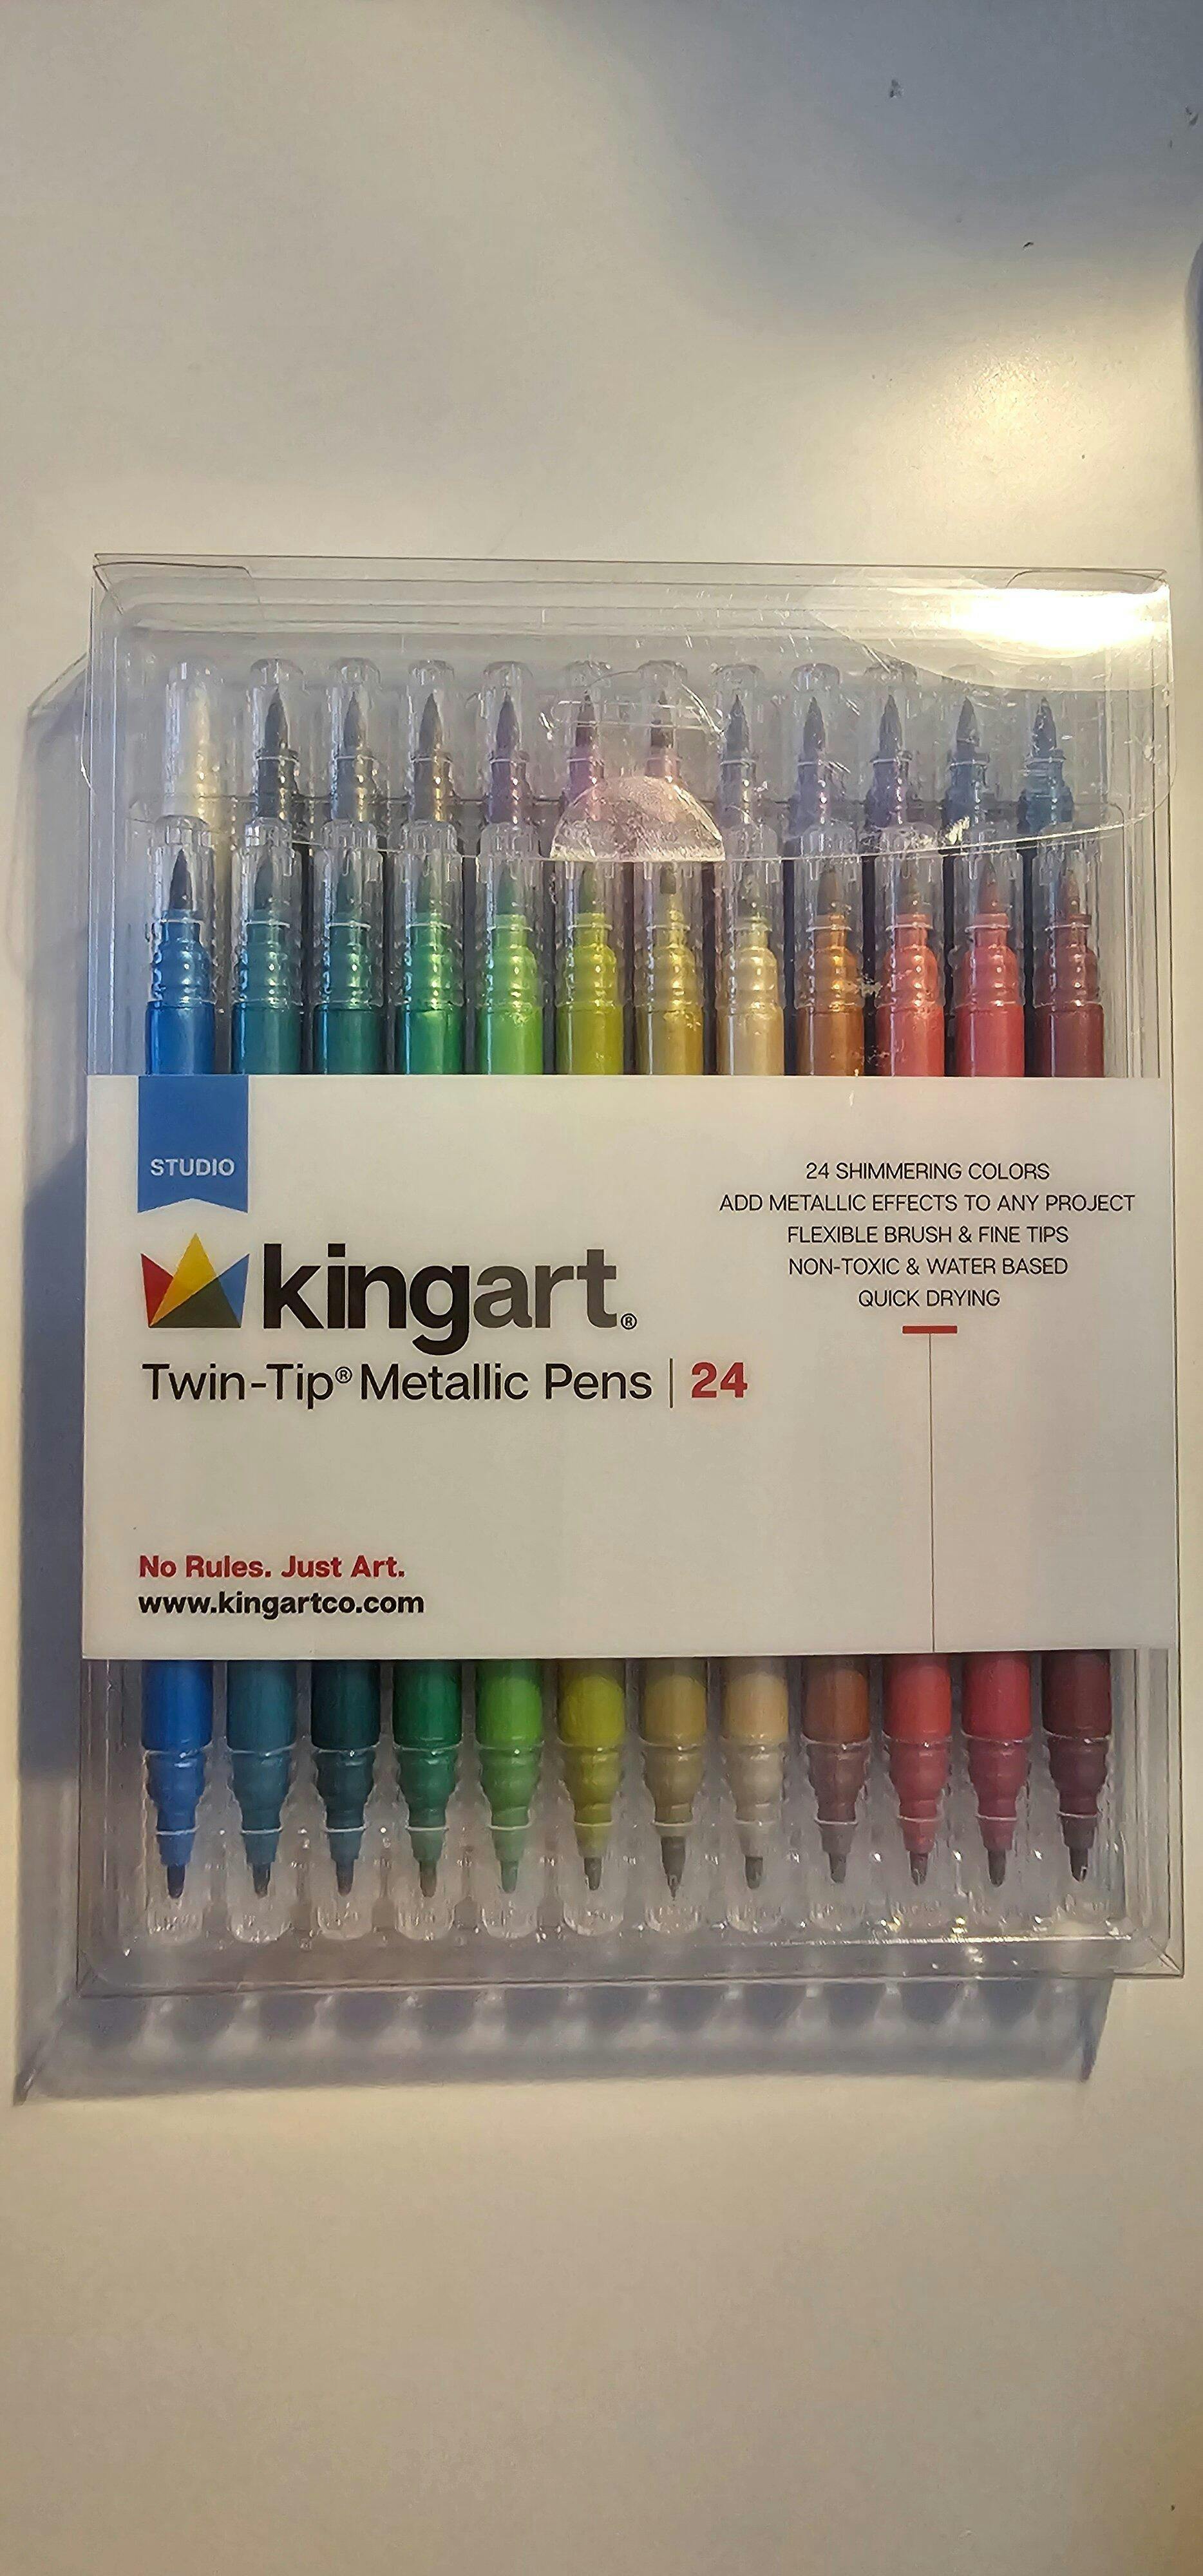 STUDIO
kingart®
Twin-Tip® Metallic Pens | 24
24 SHIMMERING COLORS
ADD METALLIC EFFECTS TO ANY PROJECT
FLEXIBLE BRUSH & FINE TIPS
NON-TOXIC & WATER BASED
QUICK DRYING
No Rules. Just Art.
www.kingartco.com